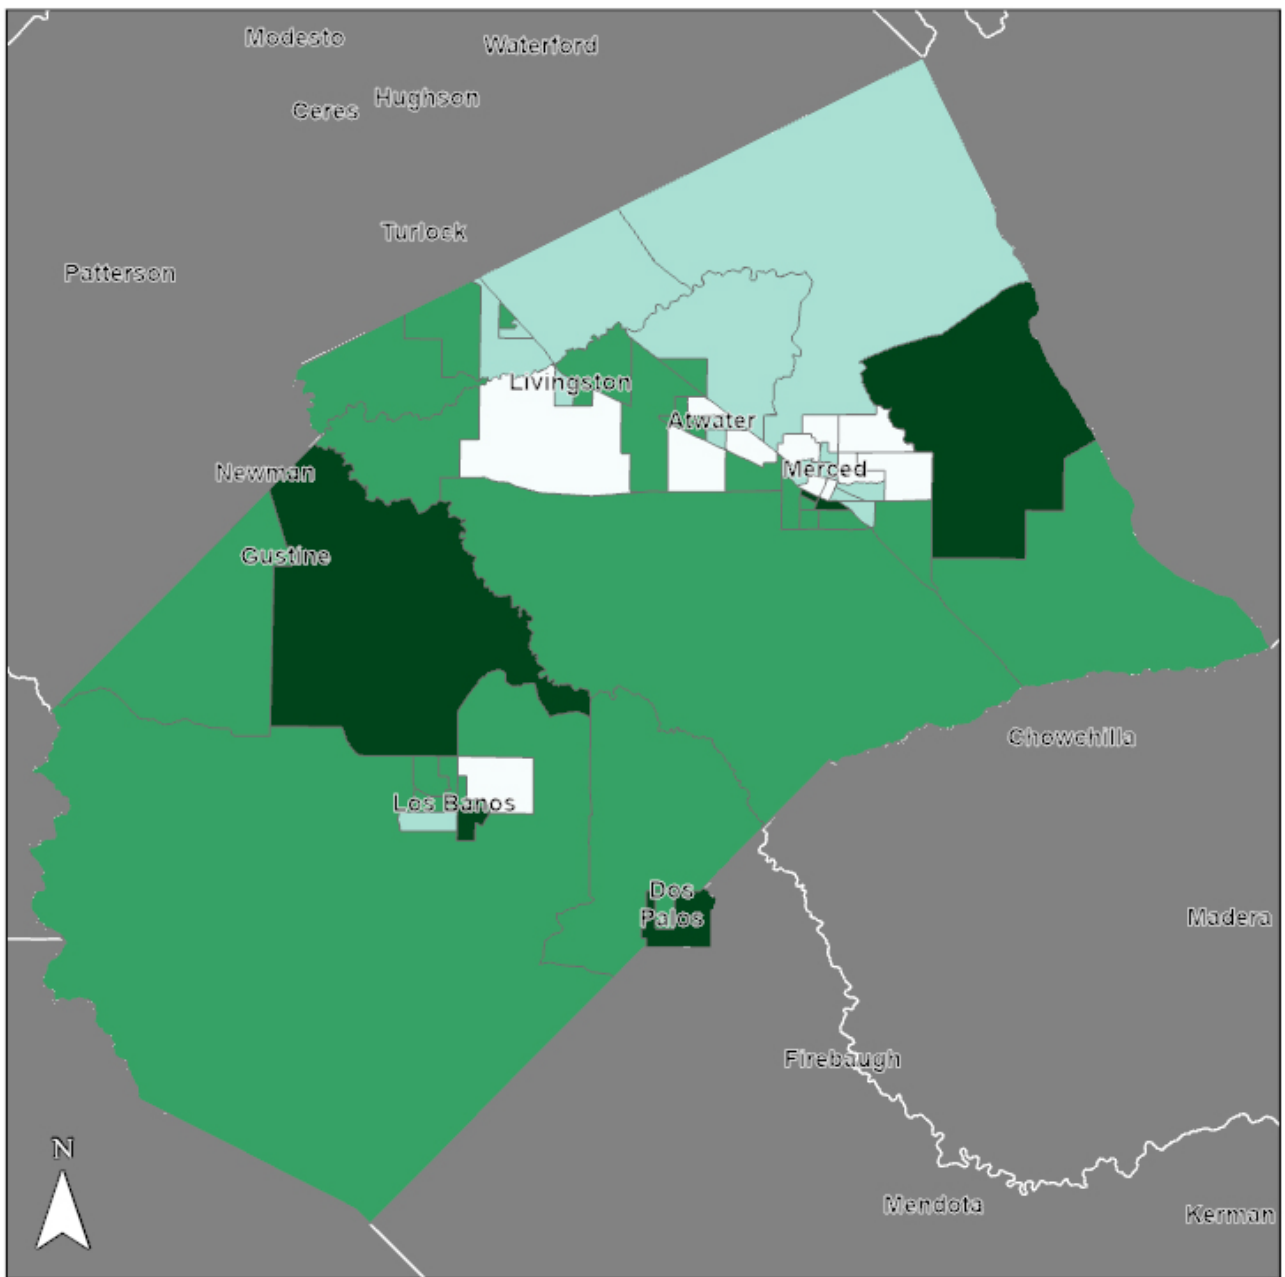 Modesto
Waterford
Ceres
Hughson
Turlock
Patterson
Livingston
Atwater
Merced
Newman
Gustine
Chowchilla
Los Banos
Dos
Palos
Madera
Firebaugh
Mendota
Kerman
N